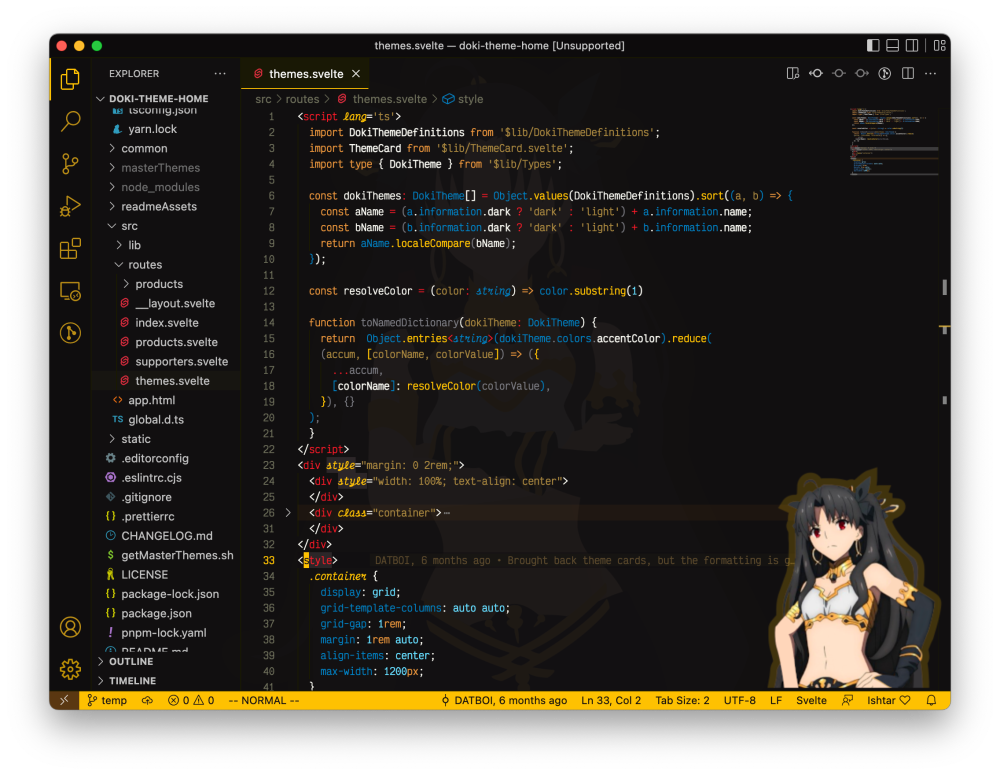 themes.svelte — doki-theme-home [Unsupported]
EXPLORER
DOKI-THEME-HOME
tsconfig.json
yarn.lock
common
masterThemes
node_modules
readmeAssets
src
lib
routes
products
__layout.svelte
index.svelte
products.svelte
supporters.svelte
themes.svelte
app.html
TS global.d.ts
static
.editorconfig
.eslintrc.cjs
.gitignore
{} .prettierrc
CHANGELOG.md
$ getMasterThemes.sh
LICENSE
{} package-lock.json
{} package.json
! pnpm-lock.yaml
README.md
OUTLINE
TIMELINE
themes.svelte
src > routes > themes.svelte > style
1 <script lang='ts'>
2 import DokiThemeDefinitions from '$lib/DokiThemeDefinitions';
3 import ThemeCard from '$lib/ThemeCard.svelte';
4 import type { DokiTheme } from '$lib/Types';
5
6 const dokiThemes: DokiTheme[] = Object.values(DokiThemeDefinitions).sort((a, b) => {
7 const aName = (a.information.dark ? 'dark' : 'light') + a.information.name;
8 const bName = (b.information.dark ? 'dark' : 'light') + b.information.name;
9 return aName.localeCompare(bName);
10 });
11
12 const resolveColor = (color: string) => color.substring(1)
13
14 function toNamedDictionary(dokiTheme: DokiTheme) {
15 return Object.entries<string>(dokiTheme.colors.accentColor).reduce(
16 (accum, [colorName, colorValue]) => ({
17 ...accum,
18 [colorName]: resolveColor(colorValue),
19 }), {}
20 );
21 }
22 </script>
23 <div style="margin: 0 2rem;">
24 <div style="width: 100%; text-align: center">
25 </div>
26 <div class="container">⋯
31 </div>
32 </div>
33 <style> DATBOI, 6 months ago • Brought back theme cards, but the formatting is g…
34 .container {
35 display: grid;
36 grid-template-columns: auto auto;
37 grid-gap: 1rem;
38 margin: 1rem auto;
39 align-items: center;
40 max-width: 1200px;
41 }
temp 0 0 -- NORMAL -- DATBOI, 6 months ago Ln 33, Col 2 Tab Size: 2 UTF-8 LF Svelte Ishtar